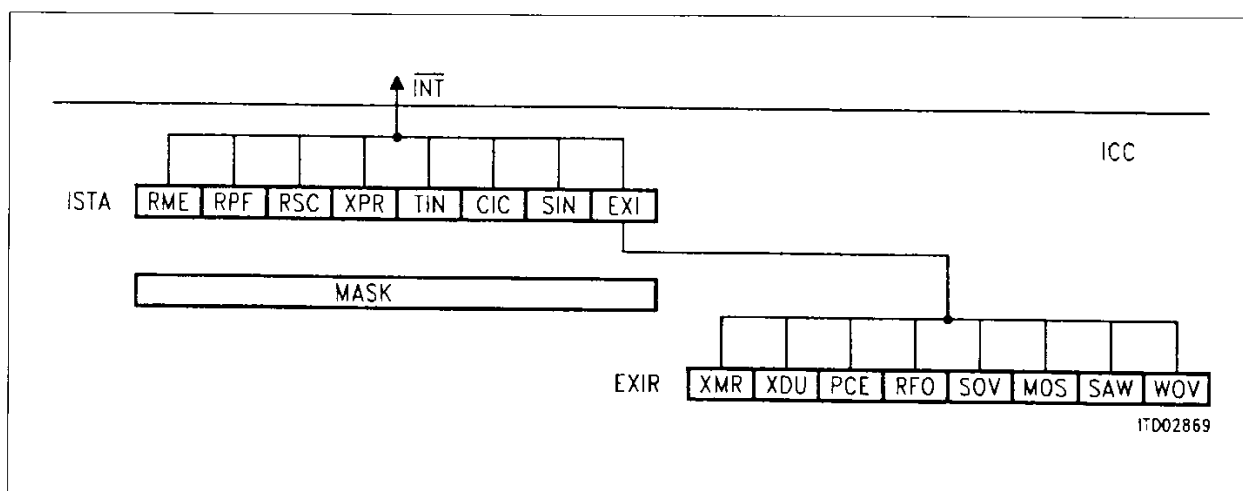 INT
ICC
ISTA RME RPF RSC XPR TIN CIC SIN EXI
MASK
EXIR XMR XDU PCE RFO SOV MOS SAW WOV
ITD02869